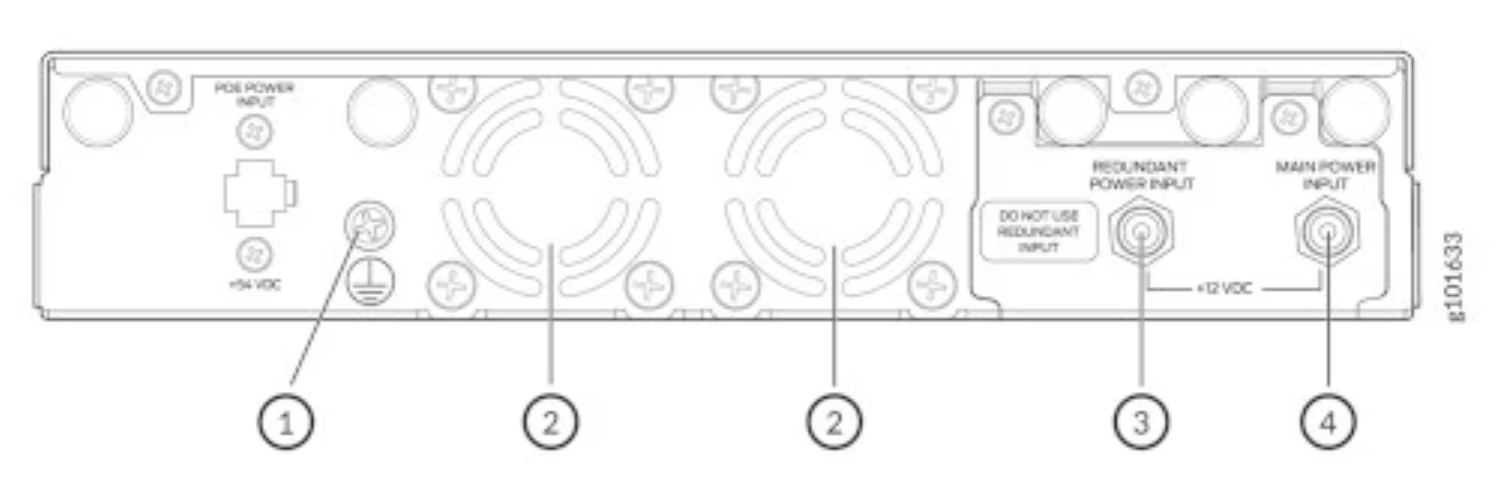 POE POWER
INPUT
+54 VDC
REDUNDANT
POWER INPUT
MAIN POWER
INPUT
DO NOT USE
REDUNDANT
INPUT
+12 VDC
g101633
1
2
2
3
4